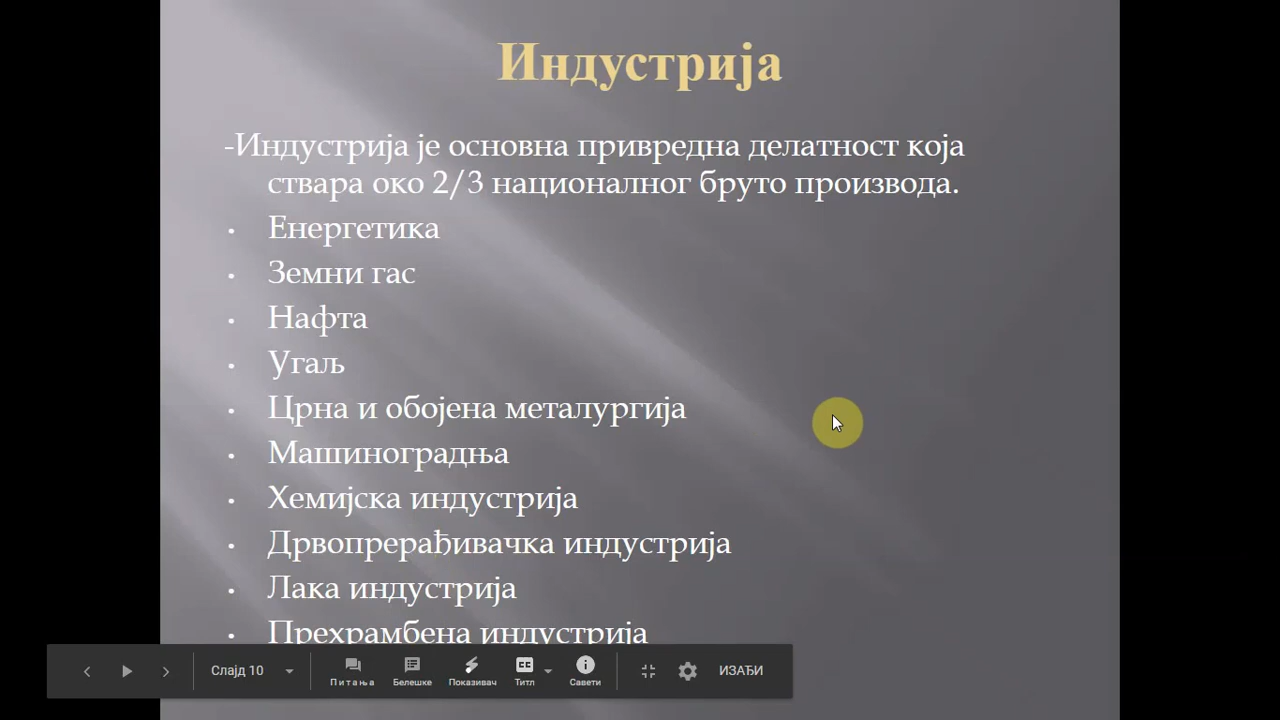 Индустрија
-Индустрија је основна привредна делатност која
ствара око 2/3 националног бруто производа.
• Енергетика
• Земни гас
• Нафта
• Угаљ
• Црна и обојена металургија
• Машиноградња
• Хемијска индустрија
• Дрвопрерађивачка индустрија
• Лака индустрија
• Прехрамбена индустрија
Слајд 10
Питања
Белешке
Показивач
CC
Титл
Савети
ИЗАЂИ